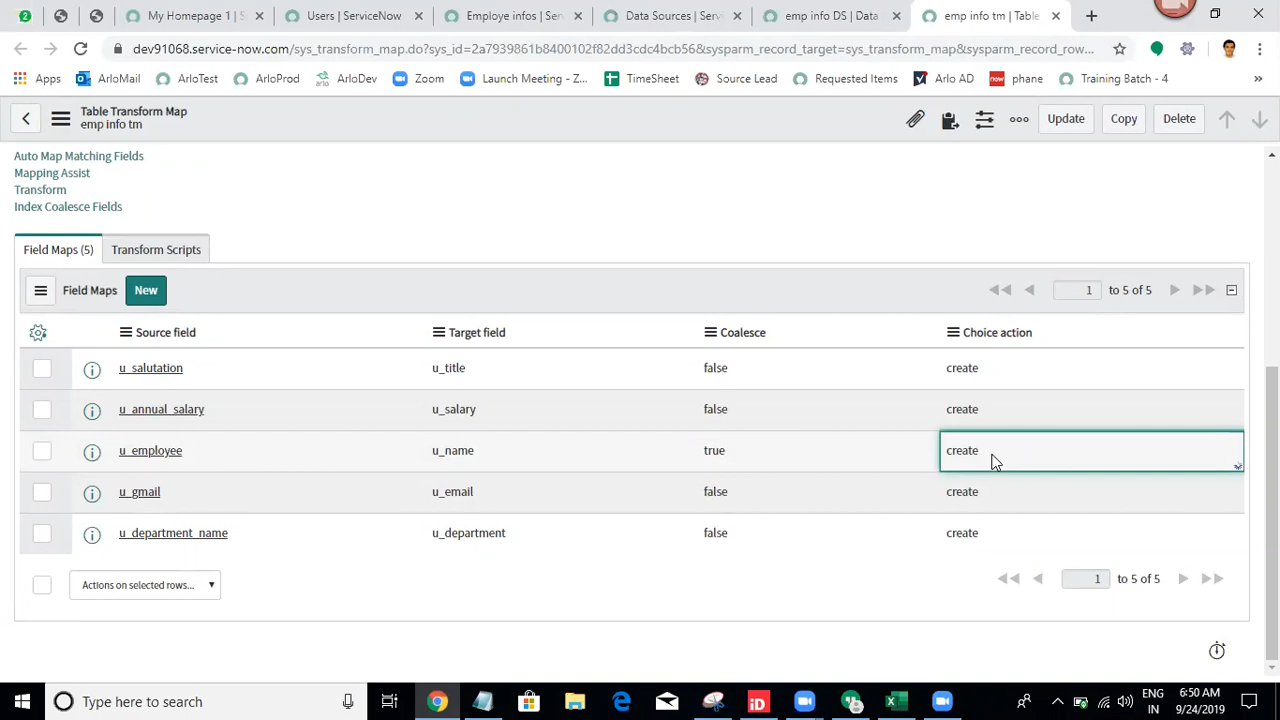 2
My Homepage 1 | S
Users | ServiceNow
Employe infos | Serv
Data Sources | Serv
emp info DS | Data
emp info tm | Table
dev91068.service-now.com/sys_transform_map.do?sys_id=2a7939861b8400102f82dd3cdc4bcb56&sysparm_record_target=sys_transform_map&sysparm_record_row...
Apps
ArloMail
ArloTest
ArloProd
ArloDev
Zoom
Launch Meeting - Z...
TimeSheet
Source Lead
Requested Items
Arlo AD
now phane
Training Batch - 4
»
Table Transform Map
emp info tm
Update
Copy
Delete
Auto Map Matching Fields
Mapping Assist
Transform
Index Coalesce Fields
Field Maps (5)
Transform Scripts
Field Maps New 1 to 5 of 5
Source field Target field Coalesce Choice action
u_salutation u_title false create
u_annual_salary u_salary false create
u_employee u_name true create
u_gmail u_email false create
u_department_name u_department false create
Actions on selected rows... 1 to 5 of 5
Type here to search
iD
ENG
IN
6:50 AM
9/24/2019